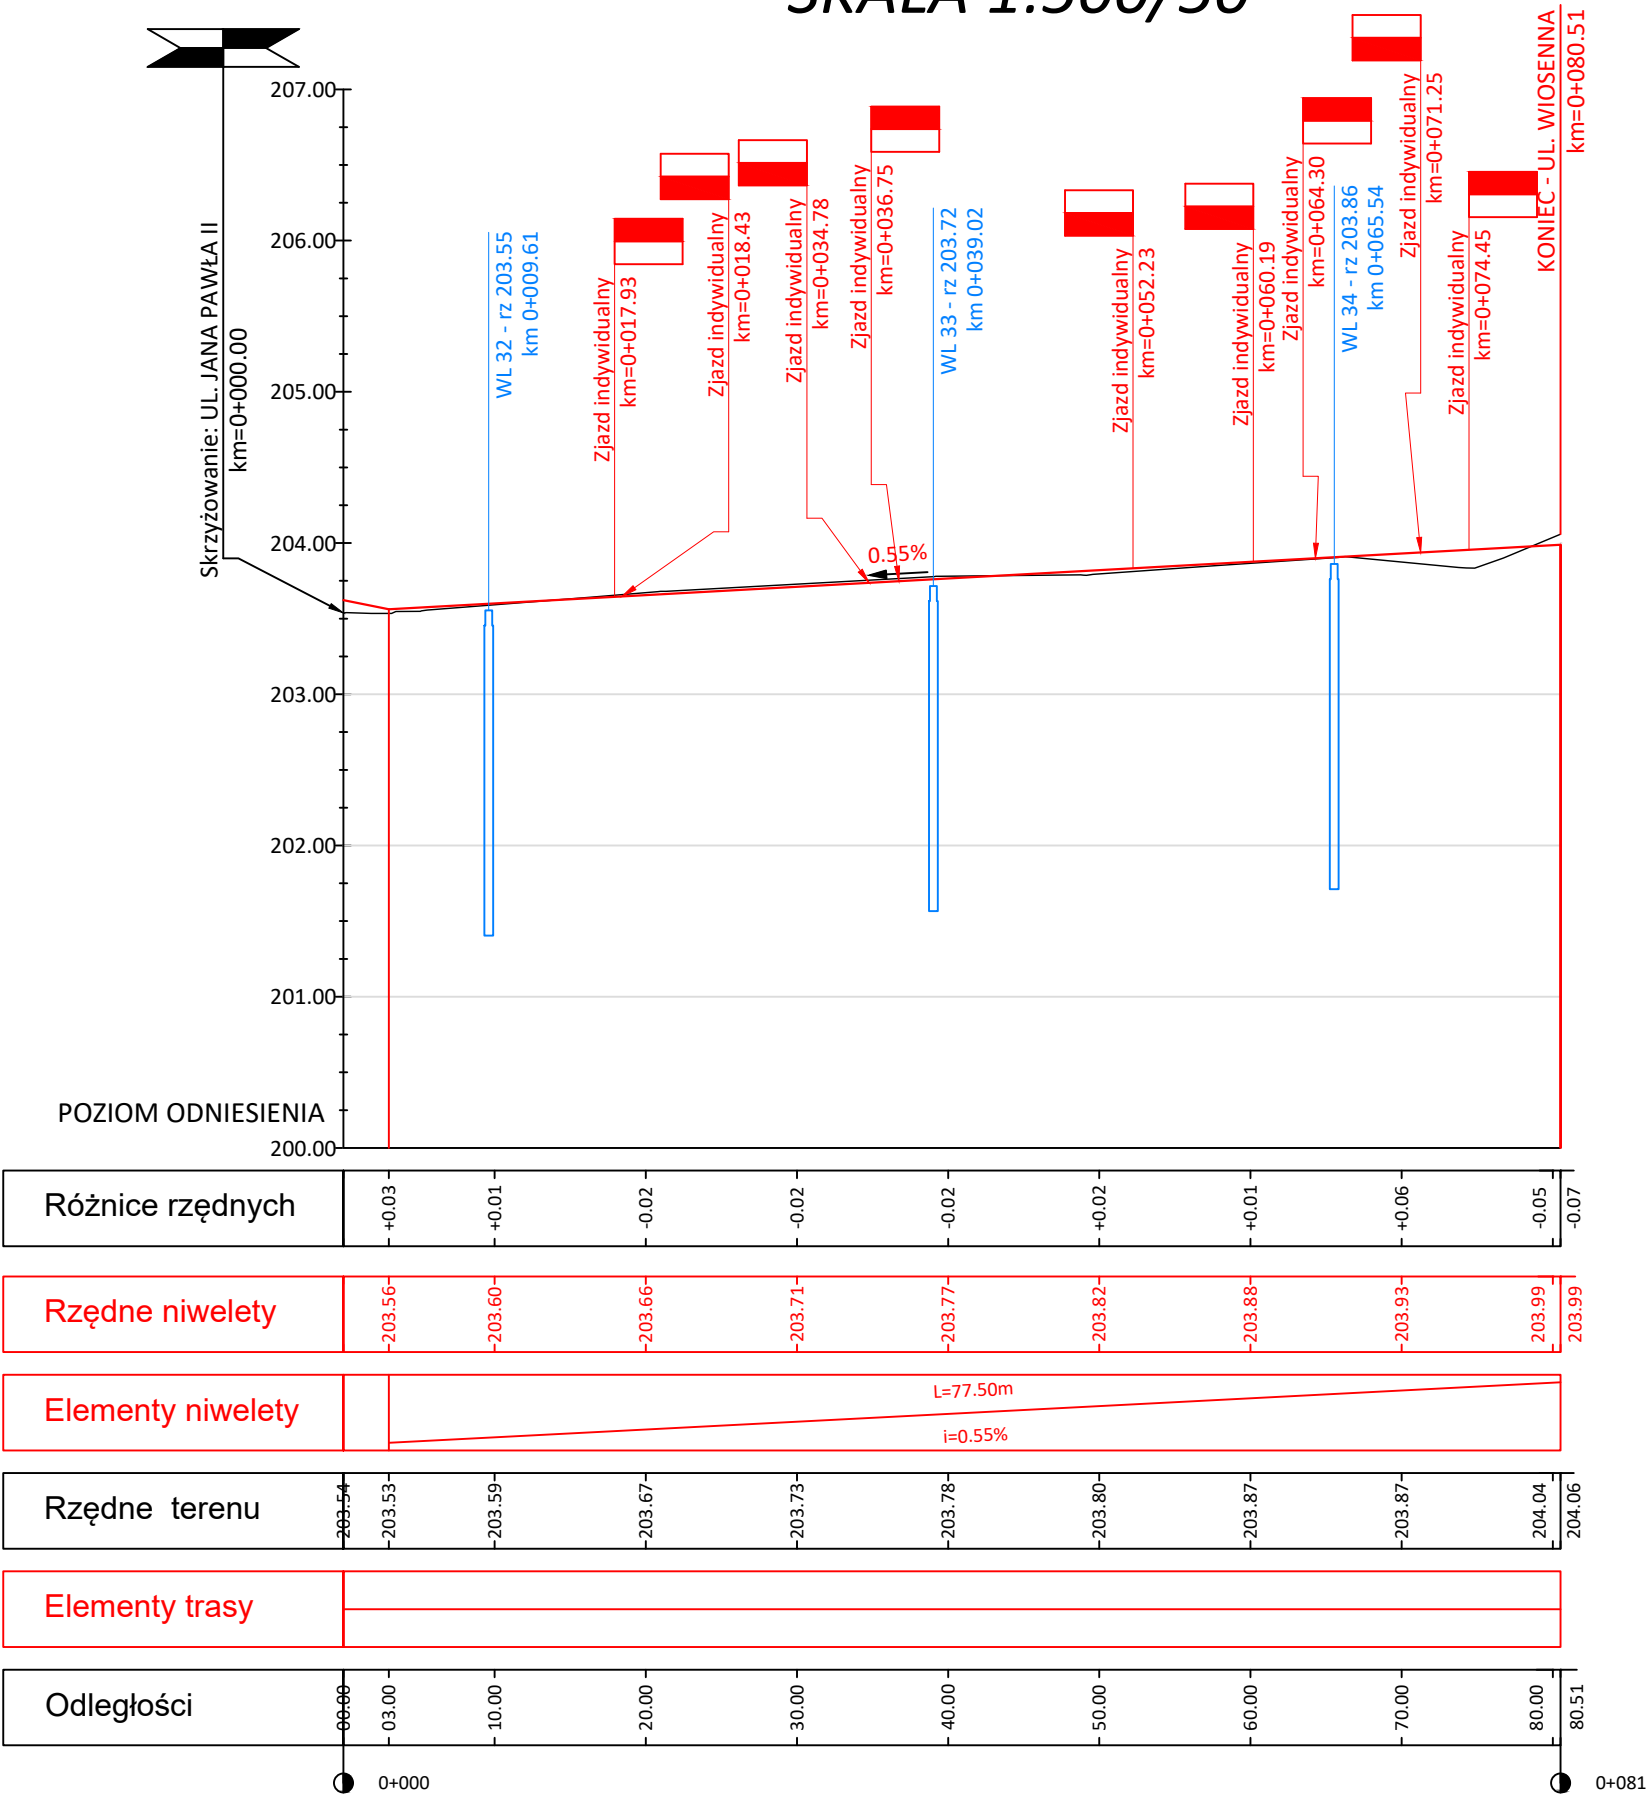 SKALA 1:500/50
207.00
206.00
205.00
204.00
203.00
202.00
201.00
POZIOM ODNIESIENIA
200.00
Skrzyżowanie: UL. JANA PAWŁA II
km=0+000.00
WL 32 - rz 203.55
km 0+009.61
Zjazd indywidualny
km=0+017.93
Zjazd indywidualny
km=0+018.43
Zjazd indywidualny
km=0+034.78
Zjazd indywidualny
km=0+036.75
WL 33 - rz 203.72
km 0+039.02
Zjazd indywidualny
km=0+052.23
Zjazd indywidualny
km=0+060.19
Zjazd indywidualny
km=0+064.30
WL 34 - rz 203.86
km 0+065.54
Zjazd indywidualny
km=0+071.25
Zjazd indywidualny
km=0+074.45
KONIEC - UL. WIOSENNA
km=0+080.51
0.55%
Różnice rzędnych +0.03 +0.01 -0.02 -0.02 -0.02 +0.02 +0.01 +0.06 -0.05 -0.07
Rzędne niwelety 203.56 203.60 203.66 203.71 203.77 203.82 203.88 203.93 203.99 203.99
Elementy niwelety
L=77.50m
i=0.55%
Rzędne terenu 203.54 203.53 203.59 203.67 203.73 203.78 203.80 203.87 203.87 204.04 204.06
Elementy trasy
Odległości 00.00 03.00 10.00 20.00 30.00 40.00 50.00 60.00 70.00 80.00 80.51
0+000 0+081